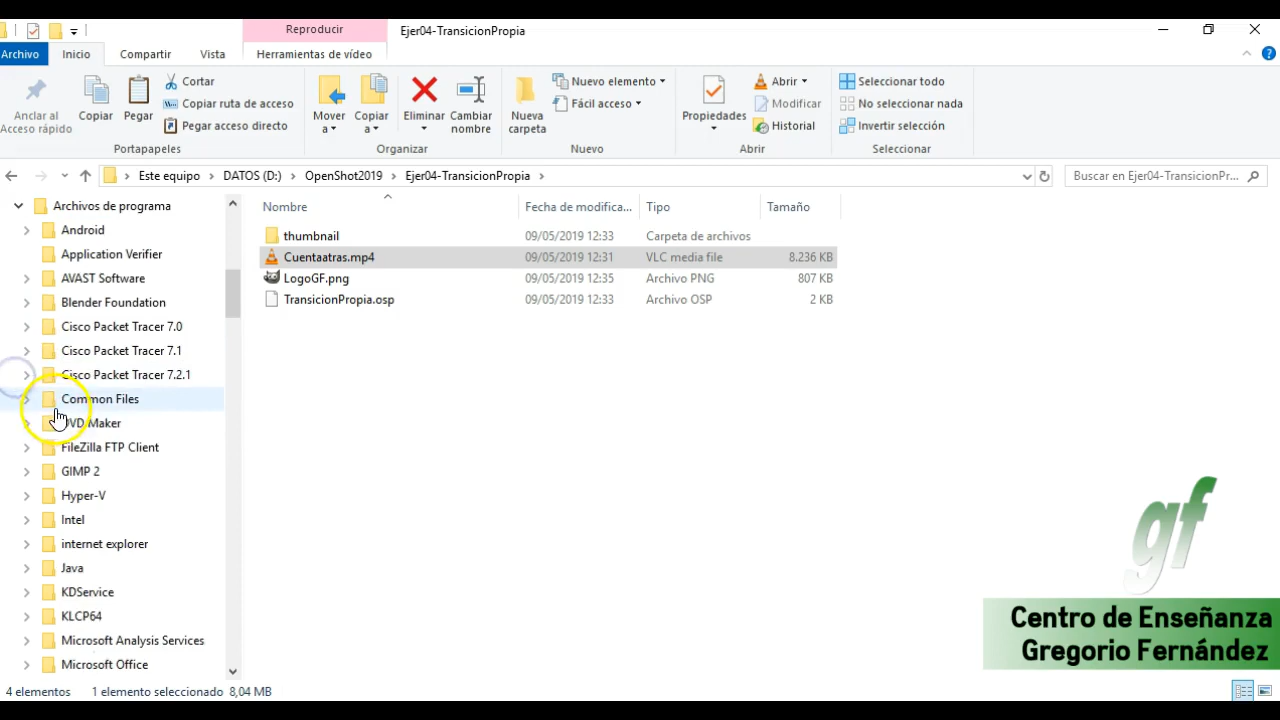 Reproducir
Ejer04-TransicionPropia
Archivo
Inicio
Compartir
Vista
Herramientas de vídeo
Anclar al
Acceso rápido
Copiar
Pegar
Cortar
Copiar ruta de acceso
Pegar acceso directo
Portapapeles
Mover
a
Copiar
a
Eliminar
Cambiar
nombre
Organizar
Nueva
carpeta
Nuevo elemento
Fácil acceso
Nuevo
Propiedades
Abrir
Modificar
Historial
Abrir
Seleccionar todo
No seleccionar nada
Invertir selección
Seleccionar
Este equipo
DATOS (D:)
OpenShot2019
Ejer04-TransicionPropia
Buscar en Ejer04-TransicionPr...
Archivos de programa
Android
Application Verifier
AVAST Software
Blender Foundation
Cisco Packet Tracer 7.0
Cisco Packet Tracer 7.1
Cisco Packet Tracer 7.2.1
Common Files
DVD Maker
FileZilla FTP Client
GIMP 2
Hyper-V
Intel
internet explorer
Java
KDService
KLCP64
Microsoft Analysis Services
Microsoft Office
Nombre Fecha de modifica... Tipo Tamaño
thumbnail 09/05/2019 12:33 Carpeta de archivos
Cuentaatras.mp4 09/05/2019 12:31 VLC media file 8.236 KB
LogoGF.png 09/05/2019 12:35 Archivo PNG 807 KB
TransicionPropia.osp 09/05/2019 12:33 Archivo OSP 2 KB
gf
Centro de Enseñanza
Gregorio Fernández
4 elementos 1 elemento seleccionado 8,04 MB